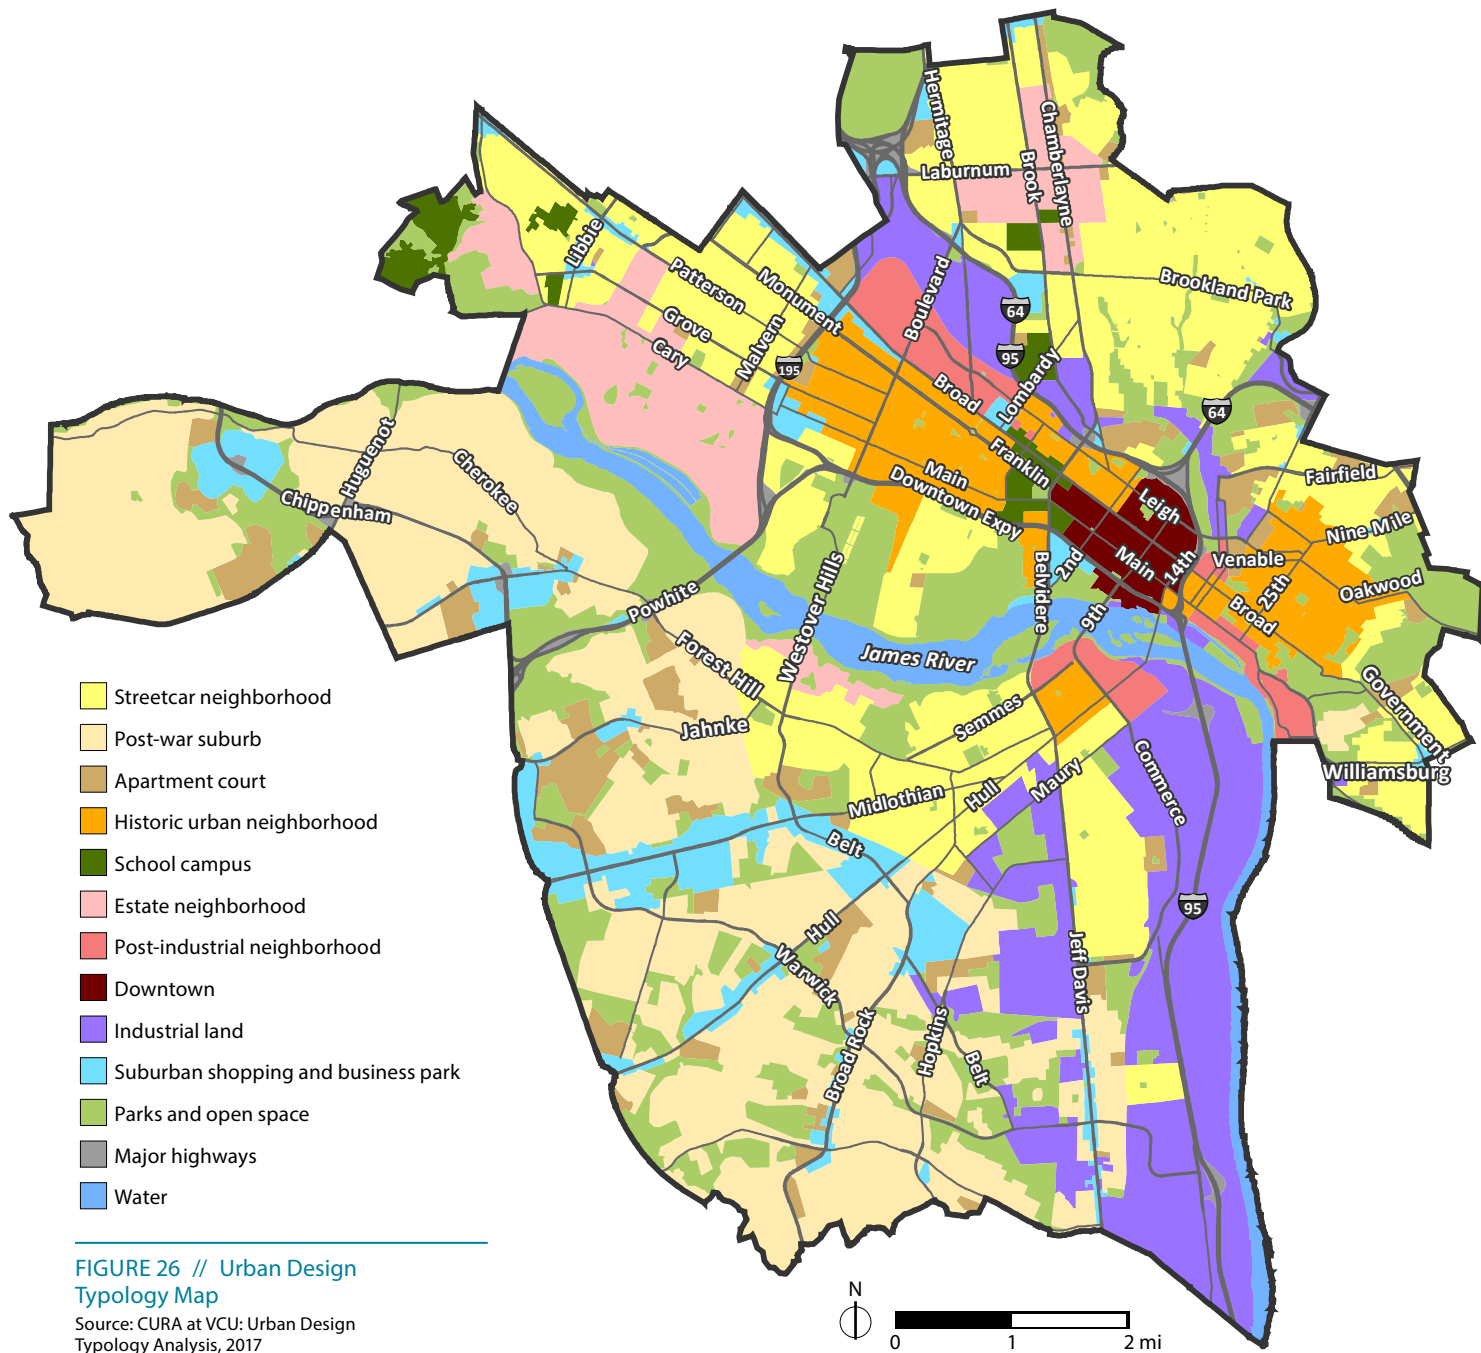 Hermitage
Chamberlayne
Laburnum
Brook
Libbie
Patterson
Monument
Boulevard
Brookland Park
64
Grove
Malvern
Cary
195
95
Lombardy
Broad
64
Huguenot
Cherokee
Chippenham
Franklin
Main
Downtown Expy
Leigh
Fairfield
Nine Mile
Venable
Oakwood
Belvidere
2nd
Main
14th
25th
Broad
9th
Powhite
Westover Hills
Forest Hill
James River
Government
Streetcar neighborhood
Jahnke
Semmes
Post-war suburb
Commerce
Williamsburg
Apartment court
Midlothian
Hull
Maury
Historic urban neighborhood
Belt
School campus
Estate neighborhood
95
Hull
Post-industrial neighborhood
Warwick
Jeff Davis
Downtown
Industrial land
Broad Rock
Hopkins
Belt
Suburban shopping and business park
Parks and open space
Major highways
Water
FIGURE 26 // Urban Design
Typology Map
Source: CURA at VCU: Urban Design
Typology Analysis, 2017
N
0 1 2 mi